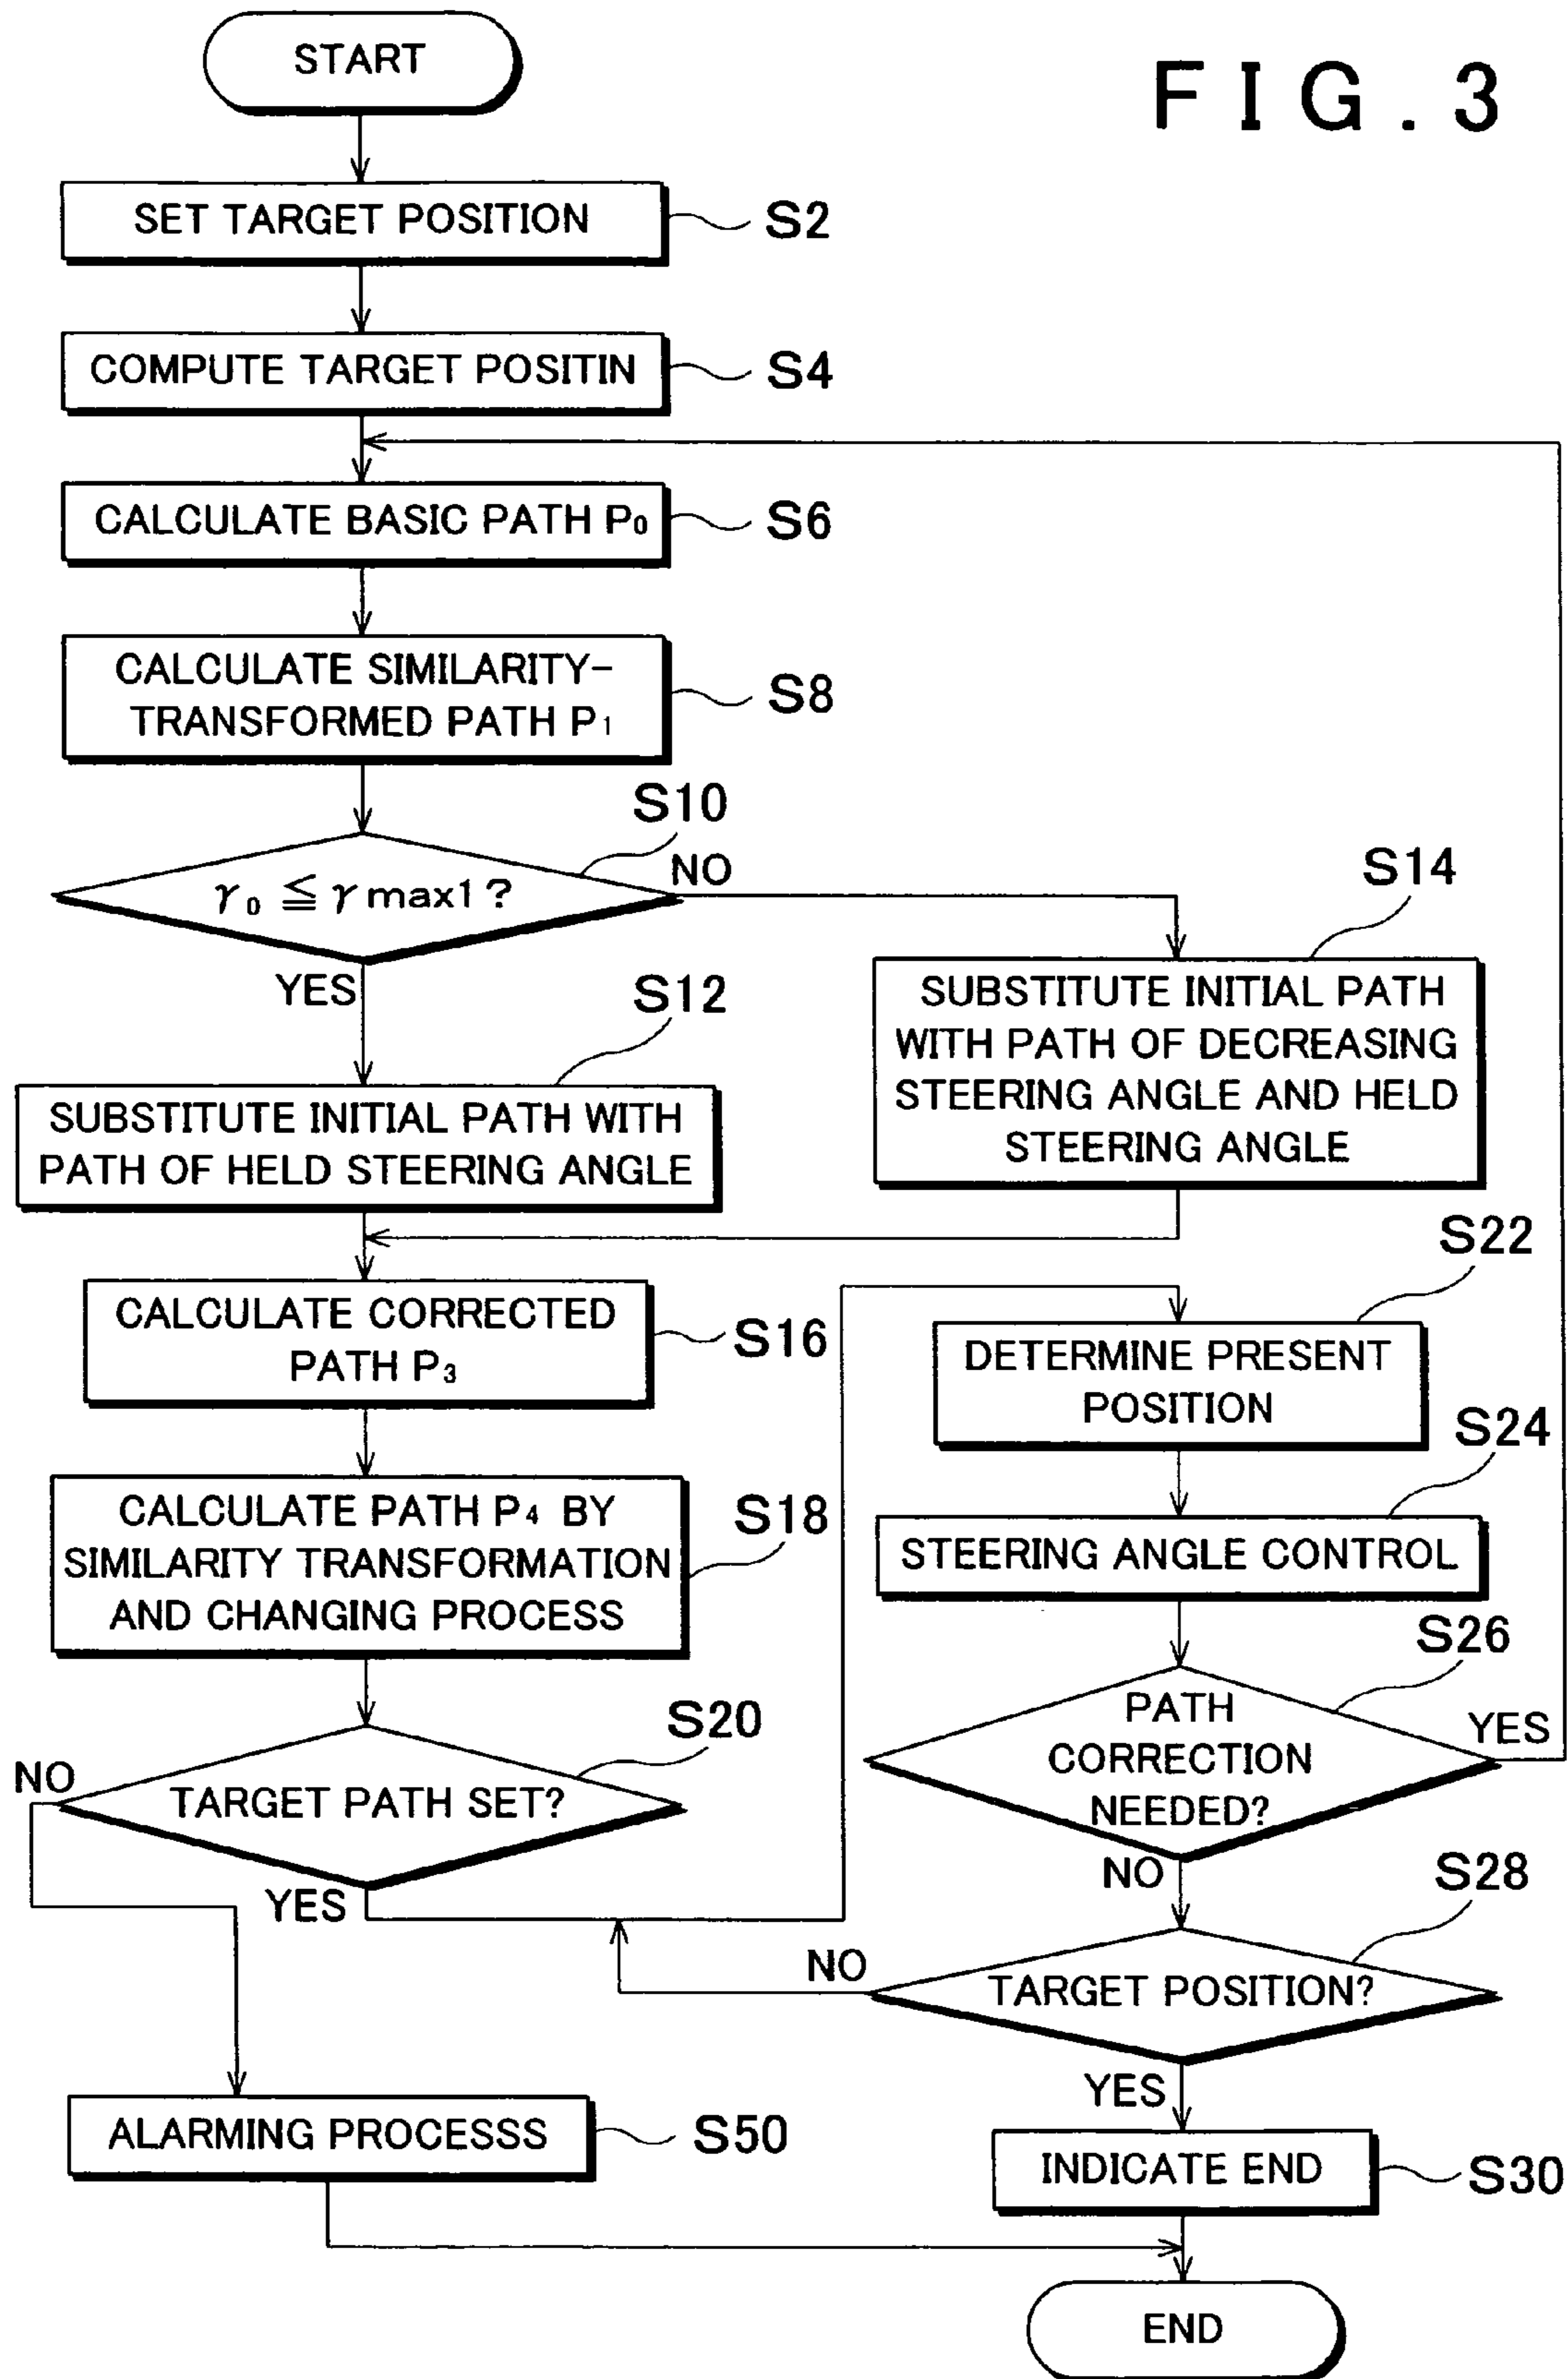 START
FIG.3
SET TARGET POSITION
S2
COMPUTE TARGET POSITIN
S4
CALCULATE BASIC PATH P₀
S6
CALCULATE SIMILARITY-
TRANSFORMED PATH P₁
S8
S10
γ₀ ≦ γmax1?
NO
YES
S12
SUBSTITUTE INITIAL PATH WITH
PATH OF HELD STEERING ANGLE
S14
SUBSTITUTE INITIAL PATH
WITH PATH OF DECREASING
STEERING ANGLE AND HELD
STEERING ANGLE
CALCULATE CORRECTED
PATH P₃
S16
CALCULATE PATH P₄ BY
SIMILARITY TRANSFORMATION
AND CHANGING PROCESS
S18
S20
TARGET PATH SET?
NO
YES
S22
DETERMINE PRESENT
POSITION
S24
STEERING ANGLE CONTROL
S26
PATH
CORRECTION
NEEDED?
YES
NO
S28
TARGET POSITION?
NO
YES
ALARMING PROCESSS
S50
INDICATE END
S30
END